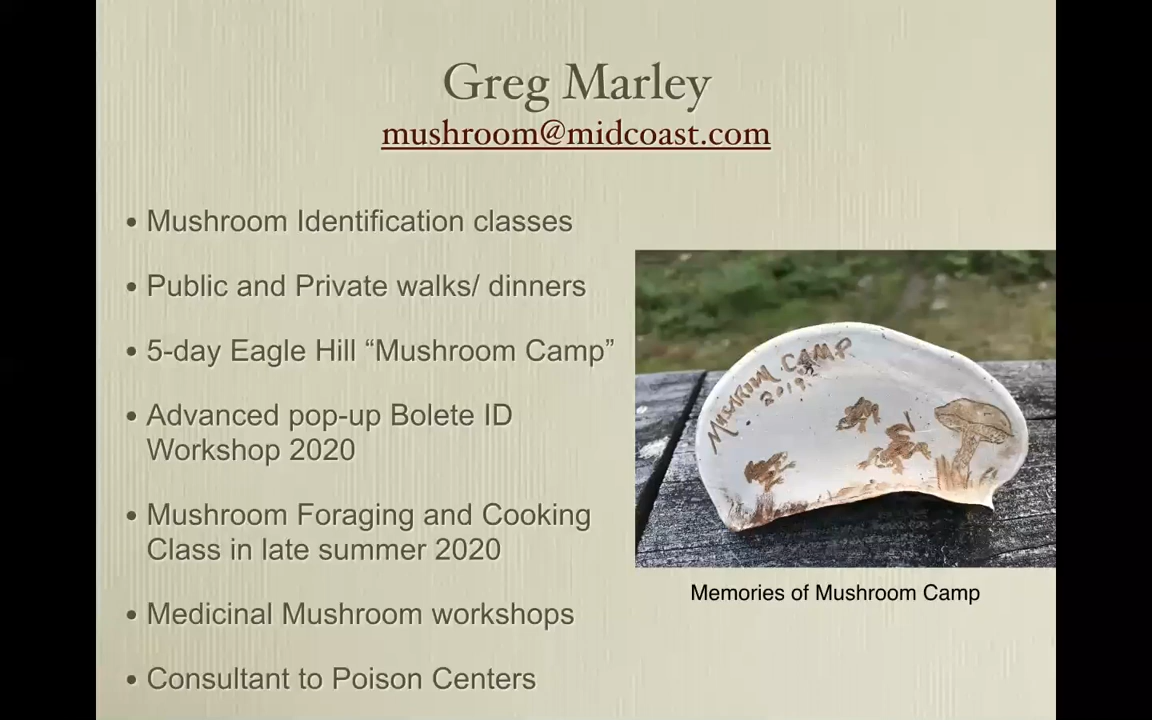 Greg Marley
mushroom@midcoast.com
• Mushroom Identification classes
• Public and Private walks/ dinners
• 5-day Eagle Hill “Mushroom Camp”
• Advanced pop-up Bolete ID
Workshop 2020
• Mushroom Foraging and Cooking
Class in late summer 2020
• Medicinal Mushroom workshops
• Consultant to Poison Centers
MUSHROOM CAMP
2019
Memories of Mushroom Camp